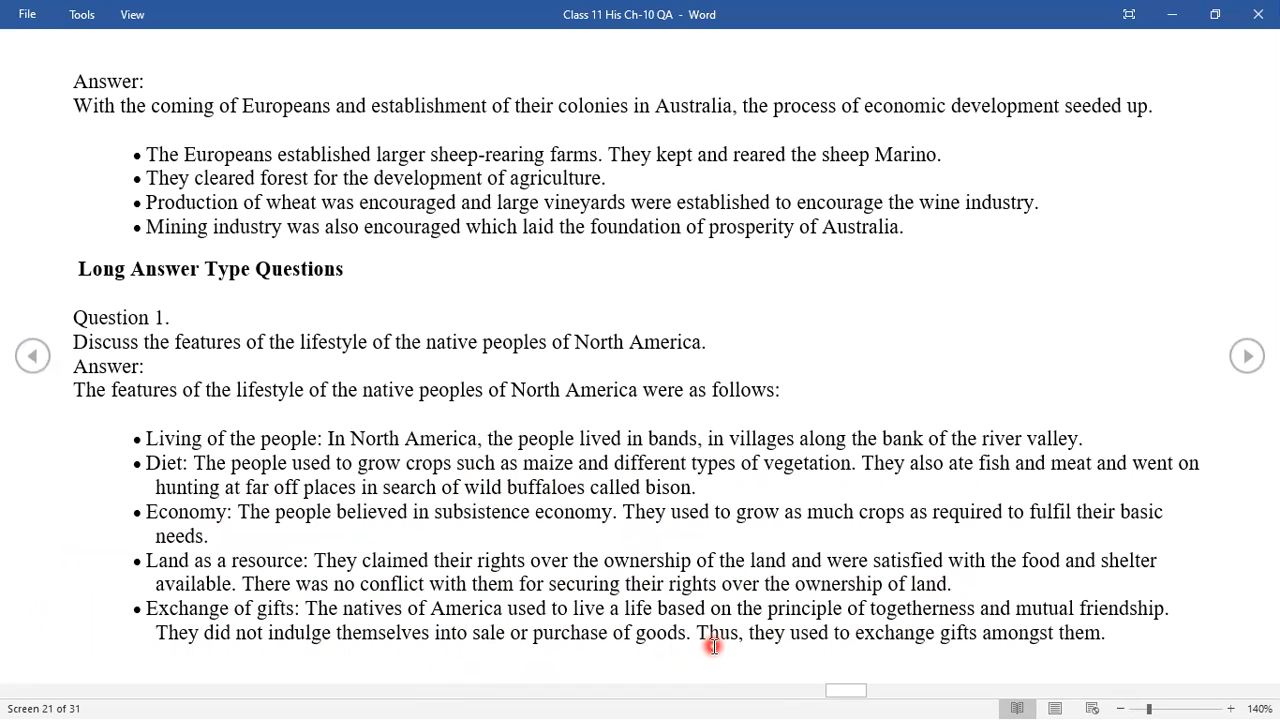 File Tools View Class 11 His Ch-10 QA - Word
Answer:
With the coming of Europeans and establishment of their colonies in Australia, the process of economic development seeded up.
• The Europeans established larger sheep-rearing farms. They kept and reared the sheep Marino.
• They cleared forest for the development of agriculture.
• Production of wheat was encouraged and large vineyards were established to encourage the wine industry.
• Mining industry was also encouraged which laid the foundation of prosperity of Australia.
Long Answer Type Questions
Question 1.
Discuss the features of the lifestyle of the native peoples of North America.
Answer:
The features of the lifestyle of the native peoples of North America were as follows:
• Living of the people: In North America, the people lived in bands, in villages along the bank of the river valley.
• Diet: The people used to grow crops such as maize and different types of vegetation. They also ate fish and meat and went on
hunting at far off places in search of wild buffaloes called bison.
• Economy: The people believed in subsistence economy. They used to grow as much crops as required to fulfil their basic
needs.
• Land as a resource: They claimed their rights over the ownership of the land and were satisfied with the food and shelter
available. There was no conflict with them for securing their rights over the ownership of land.
• Exchange of gifts: The natives of America used to live a life based on the principle of togetherness and mutual friendship.
They did not indulge themselves into sale or purchase of goods. Thus, they used to exchange gifts amongst them.
Screen 21 of 31 140%